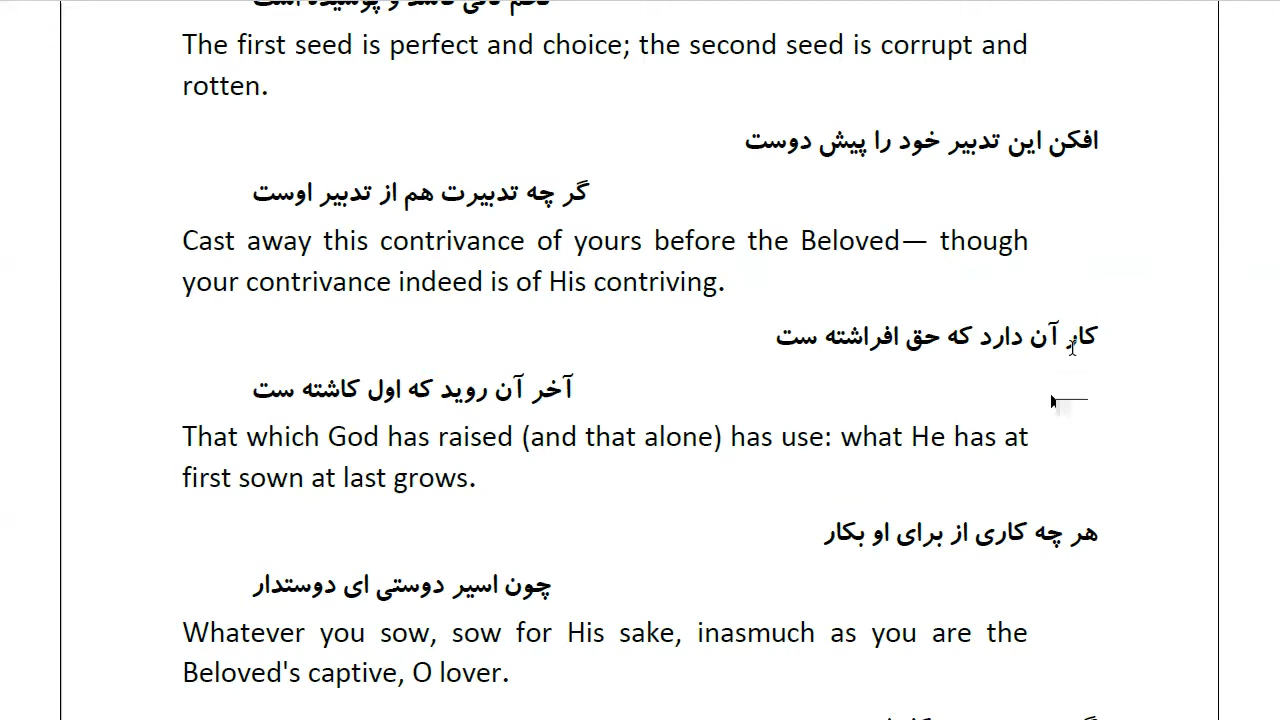 The first seed is perfect and choice; the second seed is corrupt and
rotten.
افکن این تدبیر خود را پیش دوست
گر چه تدبیرت هم از تدبیر اوست
Cast away this contrivance of yours before the Beloved— though
your contrivance indeed is of His contriving.
کار آن دارد که حق افراشته ست
آخر آن روید که اول کاشته ست
That which God has raised (and that alone) has use: what He has at
first sown at last grows.
هر چه کاری از برای او بکار
چون اسیر دوستی ای دوستدار
Whatever you sow, sow for His sake, inasmuch as you are the
Beloved's captive, O lover.